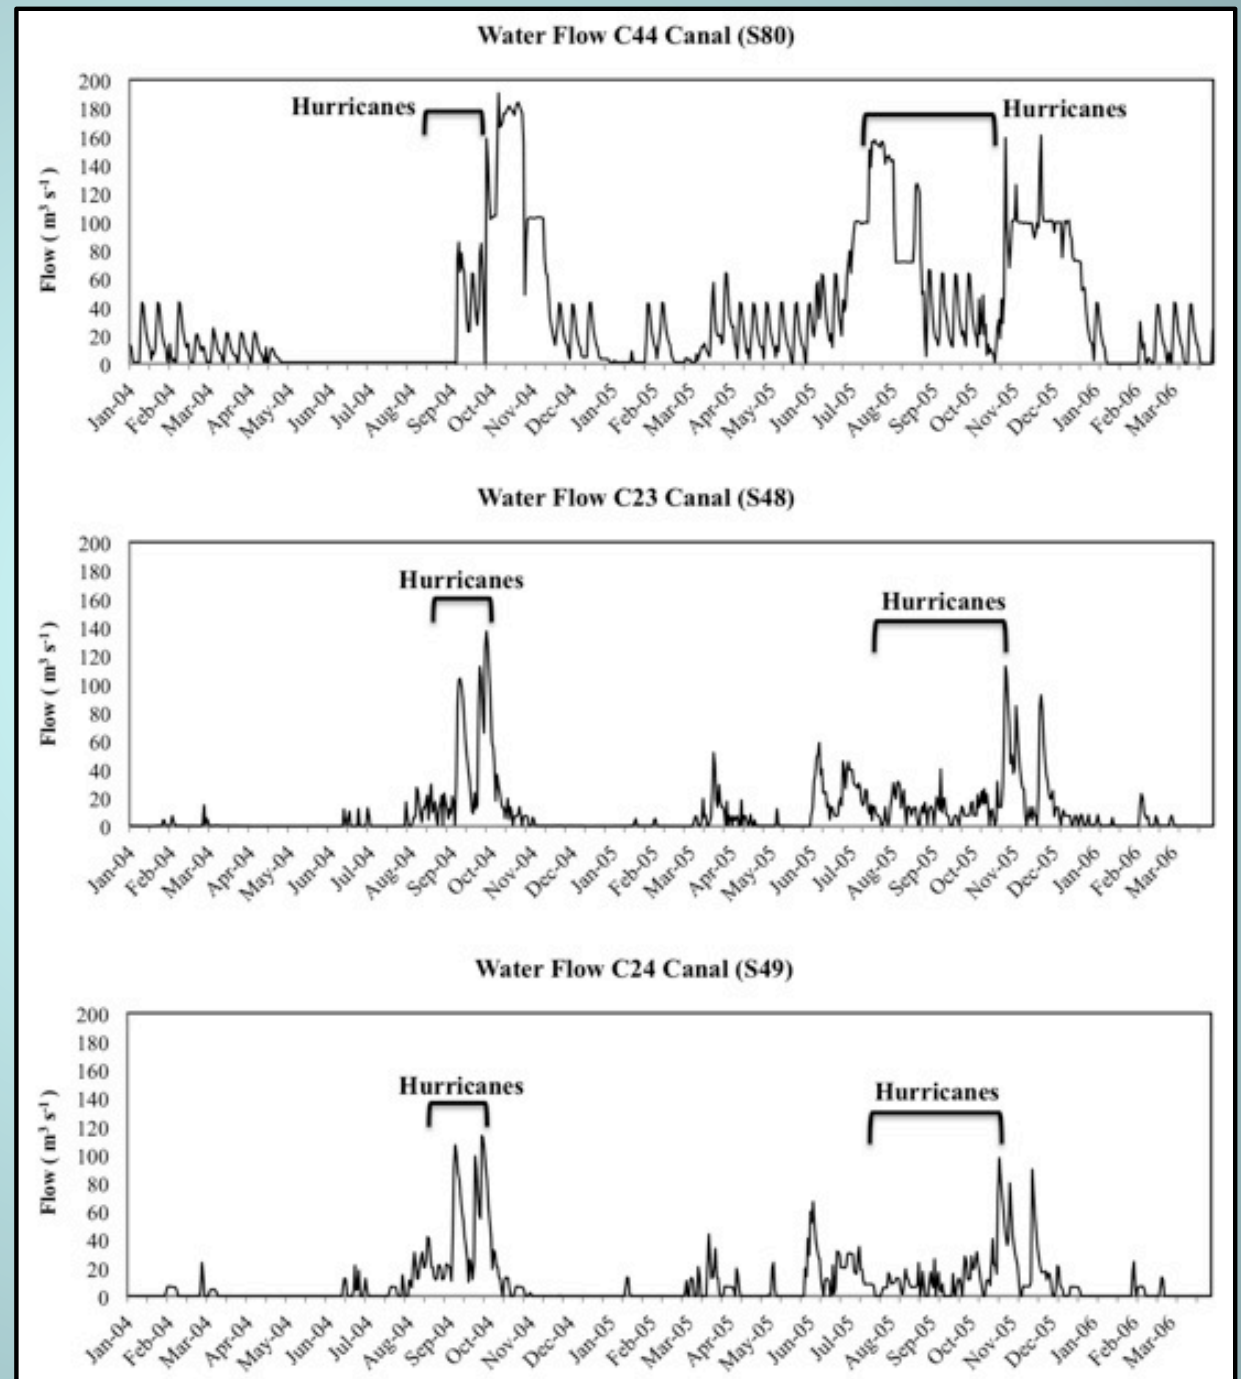 Water Flow C44 Canal (S80)
200
180
160
140
120
100
80
60
40
20
0
Flow ( m³ s⁻¹ )
Hurricanes
Hurricanes
Jan-04 Feb-04 Mar-04 Apr-04 May-04 Jun-04 Jul-04 Aug-04 Sep-04 Oct-04 Nov-04 Dec-04 Jan-05 Feb-05 Mar-05 Apr-05 May-05 Jun-05 Jul-05 Aug-05 Sep-05 Oct-05 Nov-05 Dec-05 Jan-06 Feb-06 Mar-06
Water Flow C23 Canal (S48)
200
180
160
140
120
100
80
60
40
20
0
Flow ( m³ s⁻¹ )
Hurricanes
Hurricanes
Jan-04 Feb-04 Mar-04 Apr-04 May-04 Jun-04 Jul-04 Aug-04 Sep-04 Oct-04 Nov-04 Dec-04 Jan-05 Feb-05 Mar-05 Apr-05 May-05 Jun-05 Jul-05 Aug-05 Sep-05 Oct-05 Nov-05 Dec-05 Jan-06 Feb-06 Mar-06
Water Flow C24 Canal (S49)
200
180
160
140
120
100
80
60
40
20
0
Flow ( m³ s⁻¹ )
Hurricanes
Hurricanes
Jan-04 Feb-04 Mar-04 Apr-04 May-04 Jun-04 Jul-04 Aug-04 Sep-04 Oct-04 Nov-04 Dec-04 Jan-05 Feb-05 Mar-05 Apr-05 May-05 Jun-05 Jul-05 Aug-05 Sep-05 Oct-05 Nov-05 Dec-05 Jan-06 Feb-06 Mar-06